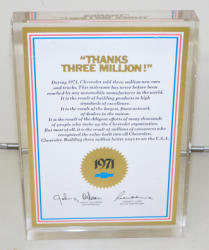 "THANKS
THREE MILLION!"
During 1971, Chevrolet sold three million new cars
and trucks. This milestone has never before been
reached by any automobile manufacturer in the world.
It is the result of building products to high
standards of excellence.
It is the result of the largest, finest network
of dealers in the nation.
It is the result of the diligent efforts of many thousands
of people who make up the Chevrolet organization.
But most of all, it is the result of millions of consumers who
recognized the value built into all Chevrolets.
Chevrolet. Building three million better ways to see the U.S.A.
1971